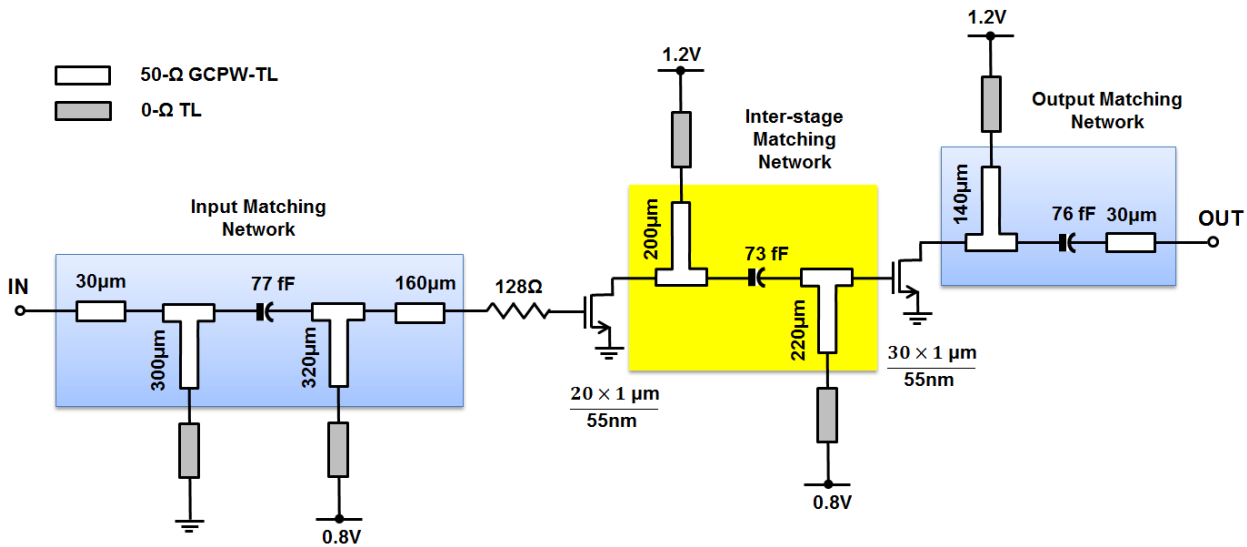 50-Ω GCPW-TL
0-Ω TL
Input Matching
Network
IN
30µm
77 fF
160µm
300µm
320µm
0.8V
128Ω
20 × 1 µm
55nm
1.2V
Inter-stage
Matching
Network
200µm
73 fF
220µm
0.8V
30 × 1 µm
55nm
1.2V
Output Matching
Network
140µm
76 fF
30µm
OUT